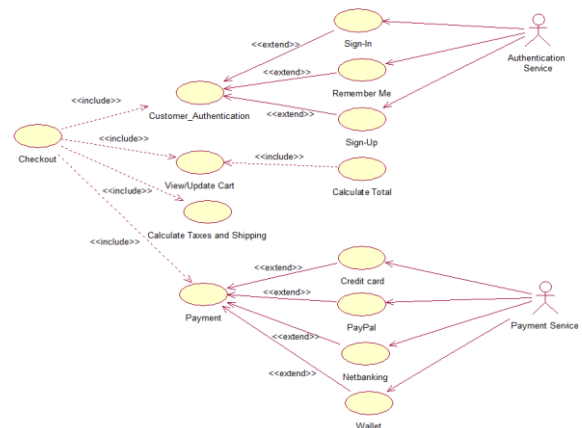 <<extend>>
Sign-In
Authentication
Service
<<extend>>
Remember Me
<<include>>
Customer_Authentication
<<extend>>
Sign-Up
Checkout
<<include>>
View/Update Cart
<<include>>
Calculate Total
<<include>>
Calculate Taxes and Shipping
<<include>>
<<extend>>
Credit card
<<extend>>
Payment
PayPal
Payment Service
<<extend>>
Netbanking
<<extend>>
Wallet